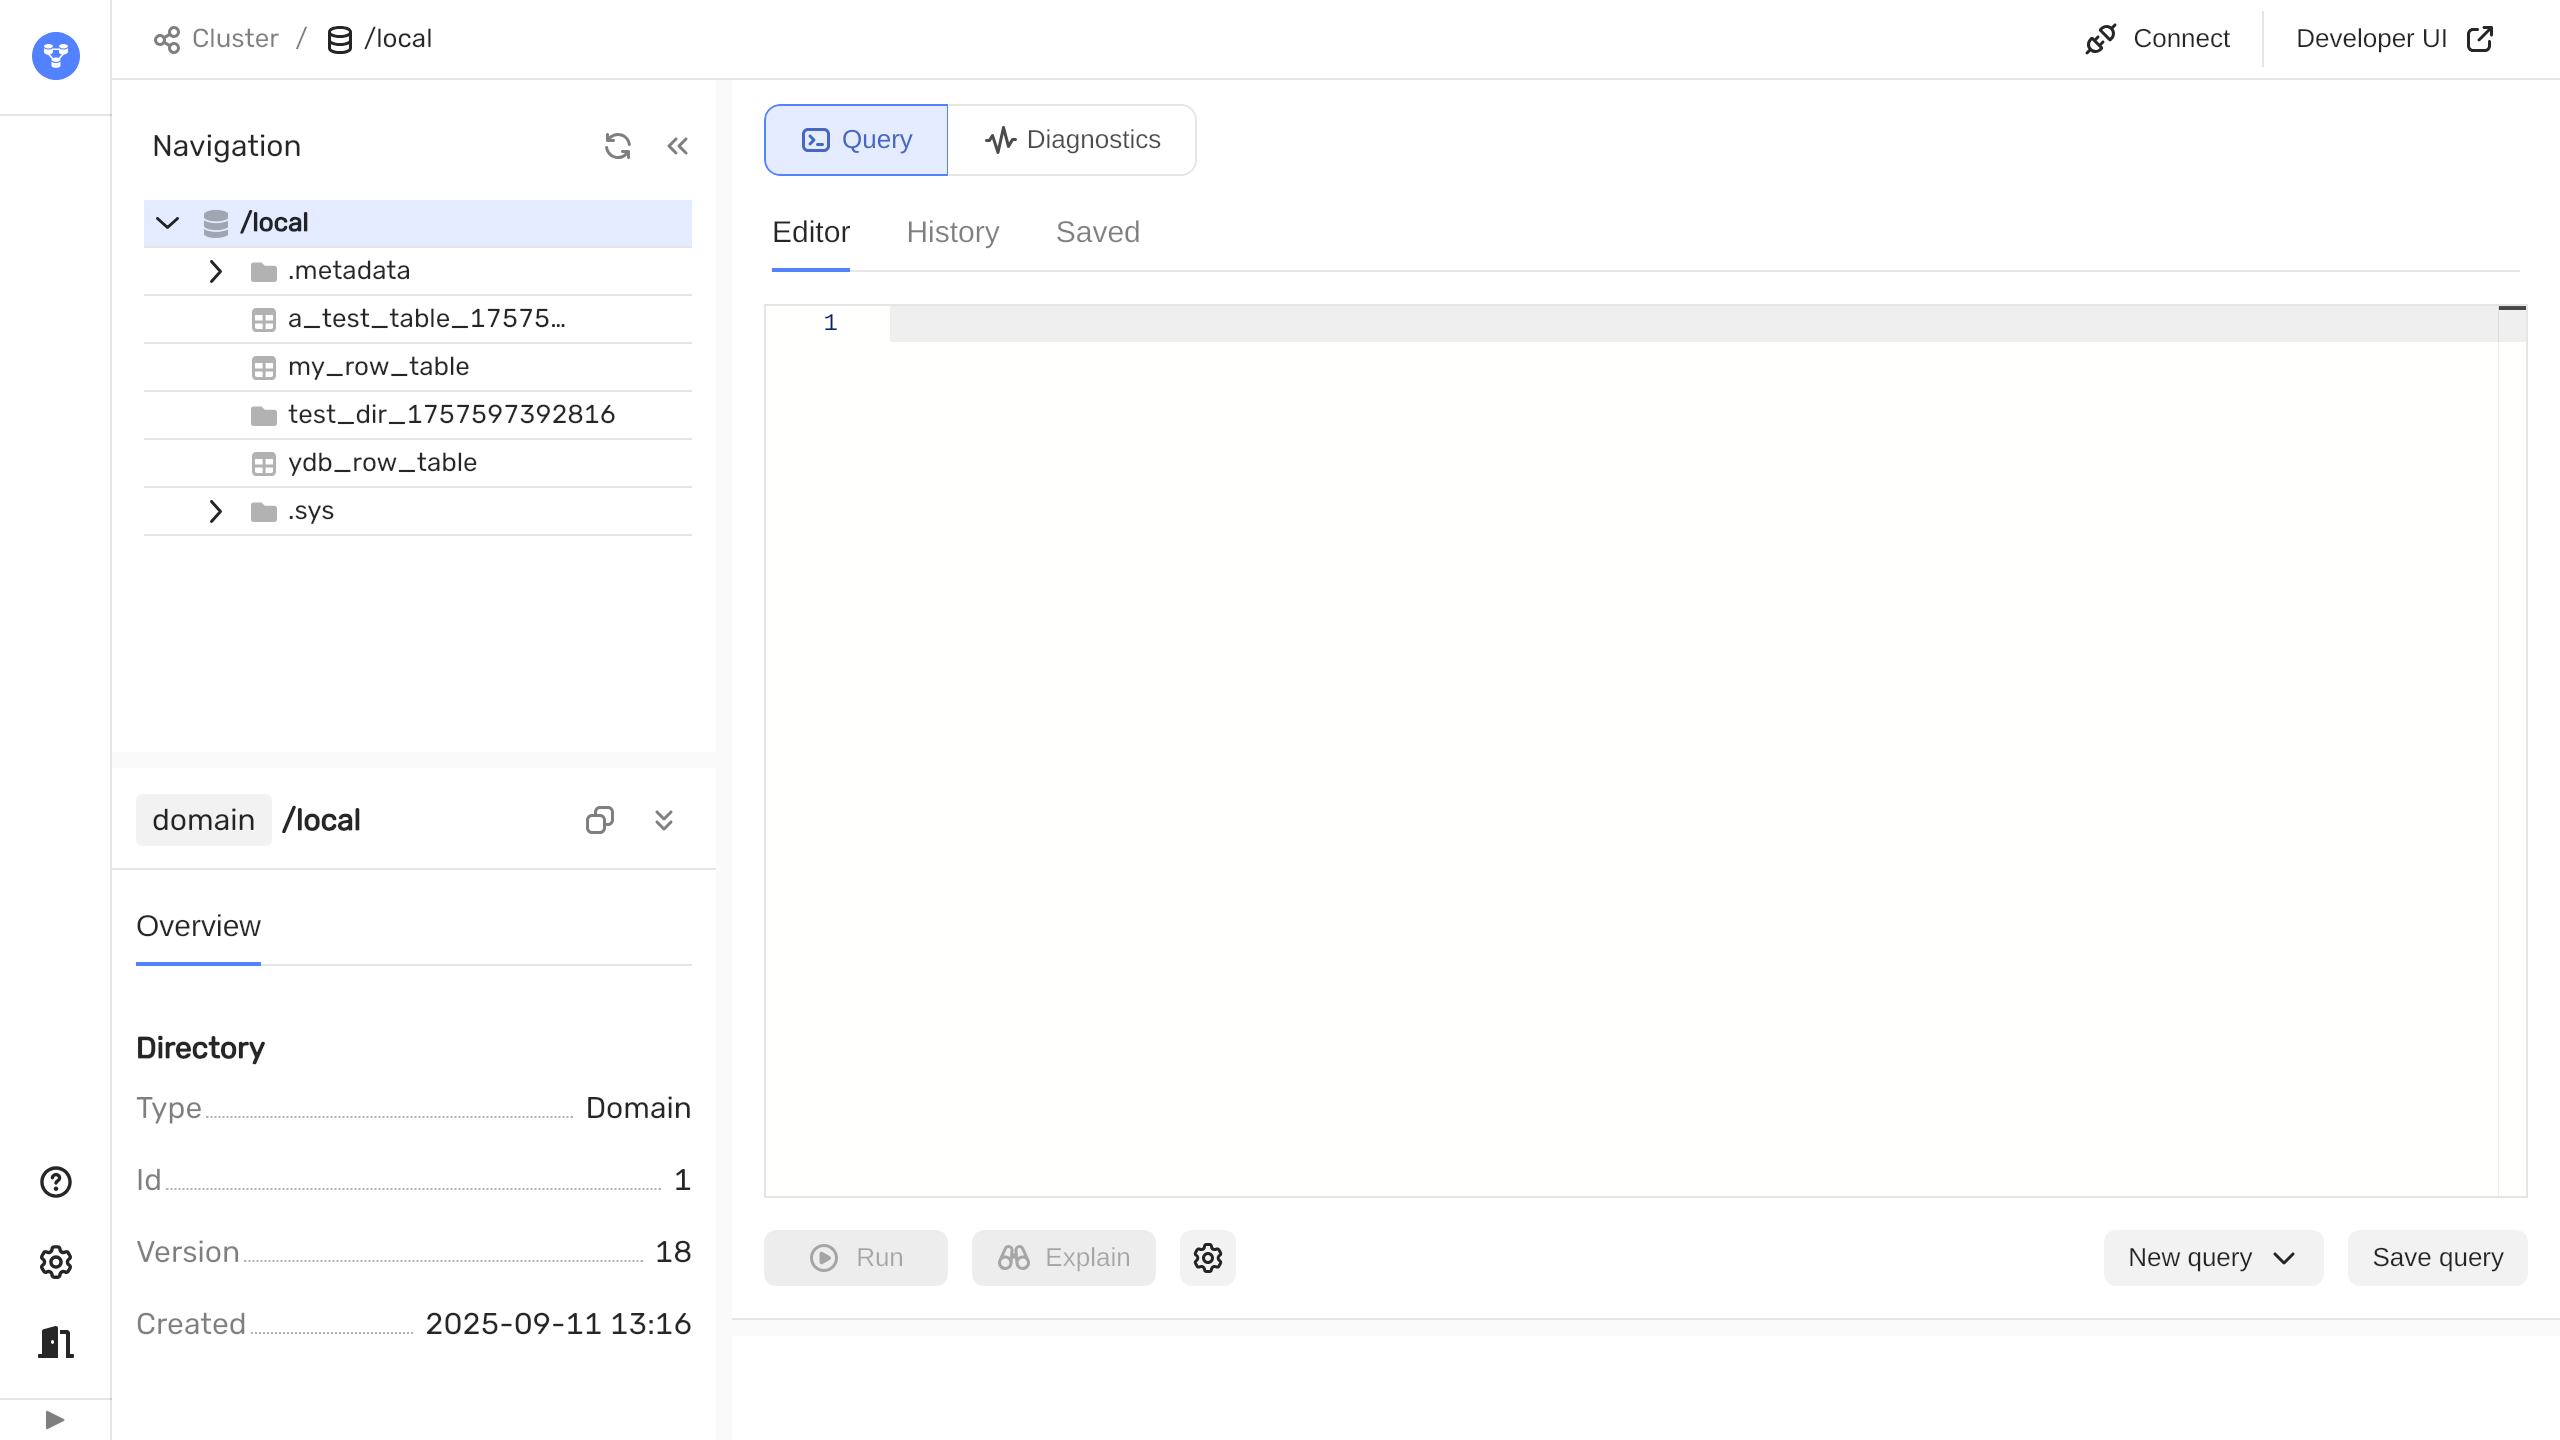 Cluster / /local
Connect
Developer UI
Navigation
/local
.metadata
a_test_table_17575…
my_row_table
test_dir_1757597392816
ydb_row_table
.sys
domain /local
Overview
Directory
Type Domain
Id 1
Version 18
Created 2025-09-11 13:16
Query
Diagnostics
Editor
History
Saved
1
Run
Explain
New query
Save query